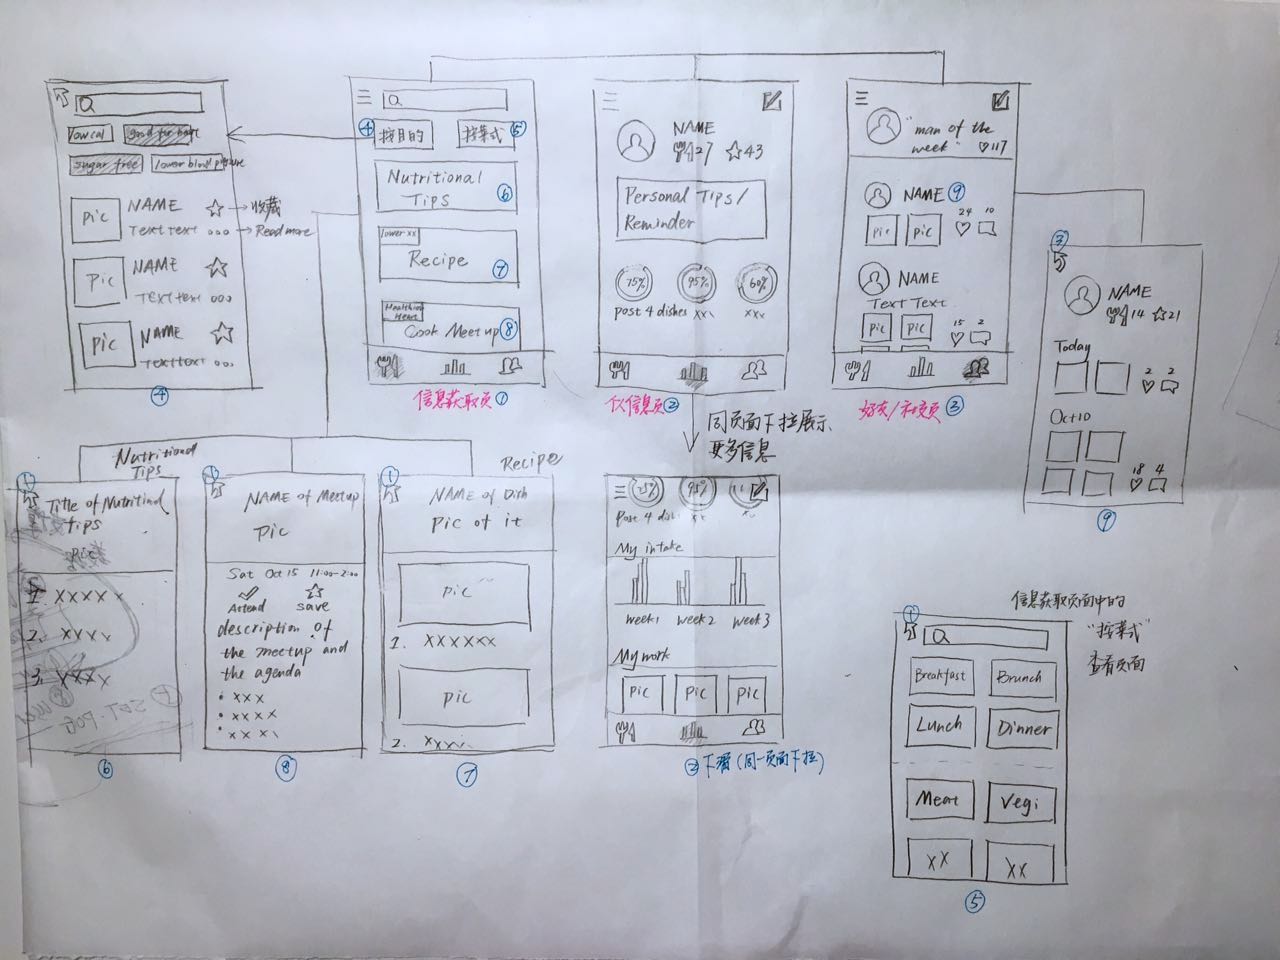 low cal
good for heart
sugar free
lower blood pressure
Pic
NAME
→收藏
Text text ooo
→Read more
Pic
NAME
Text text ooo
Pic
NAME
Text text ooo
④
④ 按目的
按菜式 ⑤
Nutritional
Tips ⑥
lower xx
Recipe ⑦
Healthier
Heart
Cook Meetup ⑧
信息获取页①
NAME
27 ☆43
Personal Tips/
Reminder
75% 95% 60%
post 4 dishes xxx xxx
个人信息页②
同页面下拉展示
更多信息
"man of the
week" ♡117
NAME ⑨
24 10
Pic Pic
NAME
Text Text
15 2
Pic Pic
好友/社交页③
③
NAME
14 ☆21
Today
2 2
Oct 10
18 4
⑨
Nutritional
Tips
Recipe
①
Title of Nutritional
Tips
Pic
1. XXXXX
2. XXXX
3. XXXX
⑥
①
NAME of Meetup
Pic
Sat Oct 15 11:00-2:00
Attend save
description of
the meetup and
the agenda
• XXX
• XXXX
• XXXX
⑧
①
NAME of Dish
Pic of it
Pic
1. XXXXXX
Pic
2. XXXX
⑦
75% 95%
Post 4 dishes xx
My intake
week1 week2 week3
My work
Pic Pic Pic
②下滑(同一页面下拉)
信息获取页面中的
"按菜式"
查看页面
①
Breakfast Brunch
Lunch Dinner
Meat Vegi
XX XX
⑤